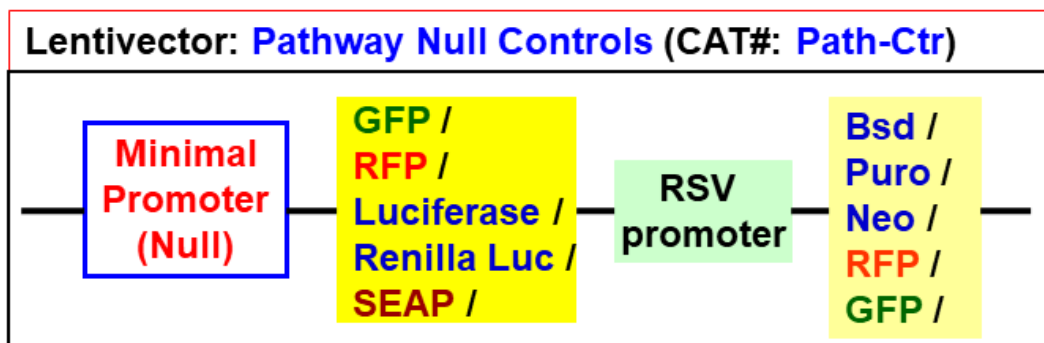 Lentivector: Pathway Null Controls (CAT#: Path-Ctr)
Minimal
Promoter
(Null)
GFP /
RFP /
Luciferase /
Renilla Luc /
SEAP /
RSV
promoter
Bsd /
Puro /
Neo /
RFP /
GFP /